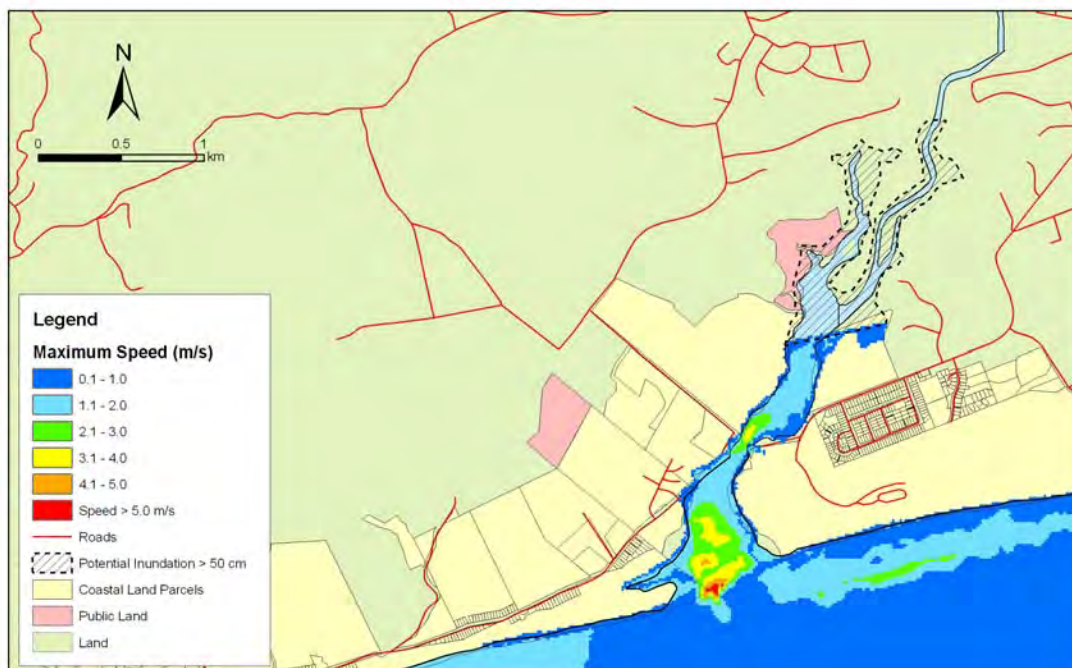 N
0 0.5 1
km
Legend
Maximum Speed (m/s)
0.1 - 1.0
1.1 - 2.0
2.1 - 3.0
3.1 - 4.0
4.1 - 5.0
Speed > 5.0 m/s
Roads
Potential Inundation > 50 cm
Coastal Land Parcels
Public Land
Land